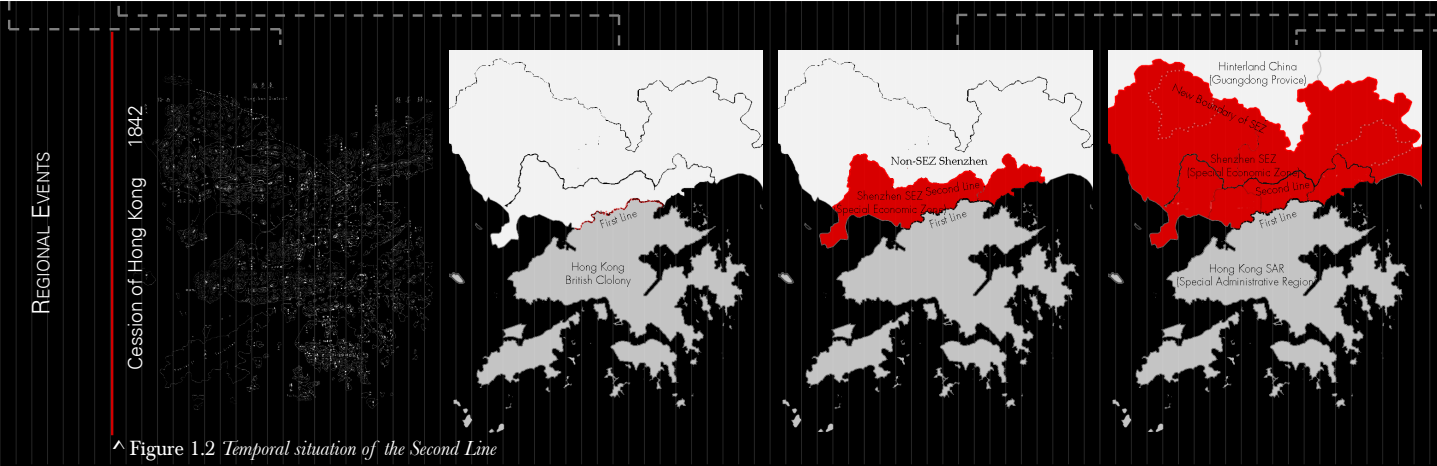 REGIONAL EVENTS
Cession of Hong Kong 1842
First Line
Hong Kong
British Clolony
Non-SEZ Shenzhen
Shenzhen SEZ
Second Line
(Special Economic Zone)
First Line
Hinterland China
(Guangdong Provice)
New Boundary of SEZ
Shenzhen SEZ
(Special Economic Zone)
Second Line
First Line
Hong Kong SAR
(Special Administrative Region)
^ Figure 1.2 Temporal situation of the Second Line